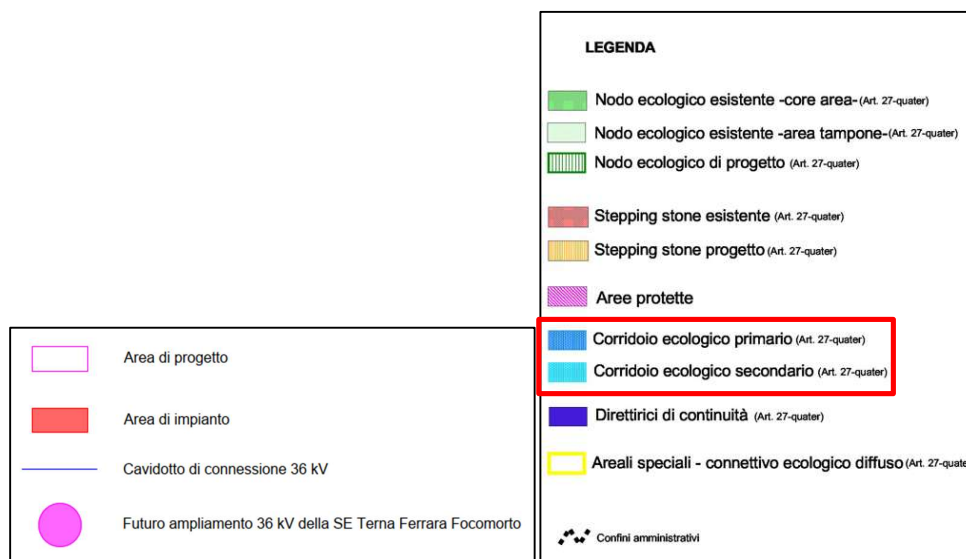 LEGENDA
Nodo ecologico esistente -core area- (Art. 27-quater)
Nodo ecologico esistente -area tampone- (Art. 27-quater)
Nodo ecologico di progetto (Art. 27-quater)
Stepping stone esistente (Art. 27-quater)
Stepping stone progetto (Art. 27-quater)
Aree protette
Corridoio ecologico primario (Art. 27-quater)
Corridoio ecologico secondario (Art. 27-quater)
Direttirici di continuità (Art. 27-quater)
Areali speciali - connettivo ecologico diffuso (Art. 27-quate
Confini amministrativi
Area di progetto
Area di impianto
Cavidotto di connessione 36 kV
Futuro ampliamento 36 kV della SE Terna Ferrara Focomorto